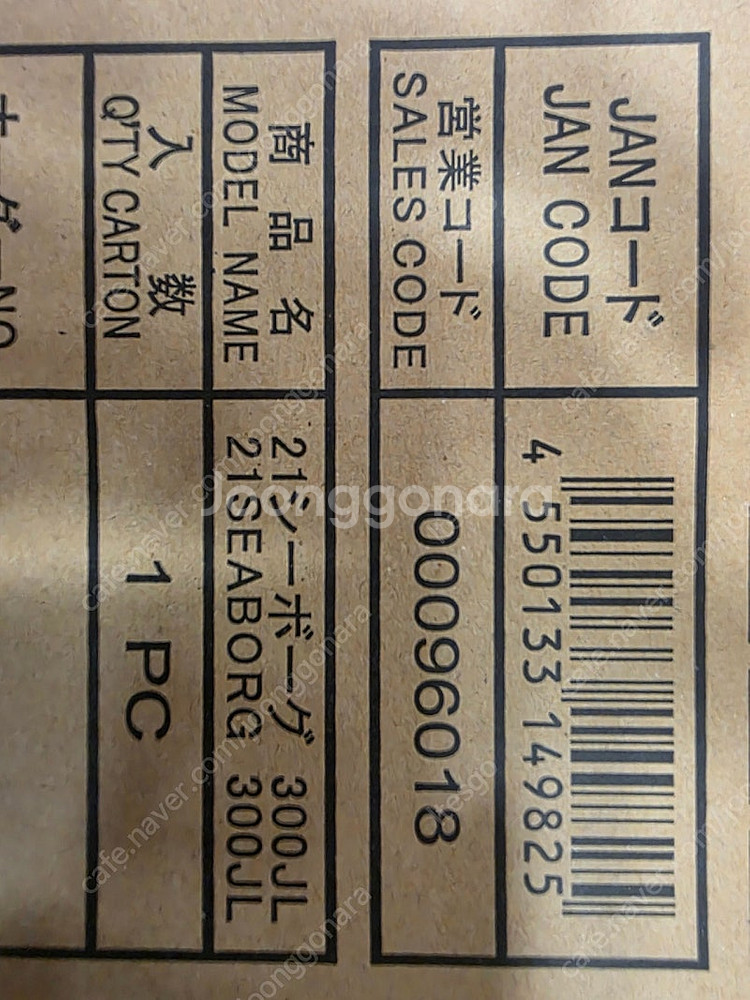 JANコード
JAN CODE
4 550133 149825
営業コード
SALES CODE
00096018
商品名
MODEL NAME
21シーボーグ 300JL
21SEABORG 300JL
入数
Q'TY CARTON
1 PC
Joonggonara